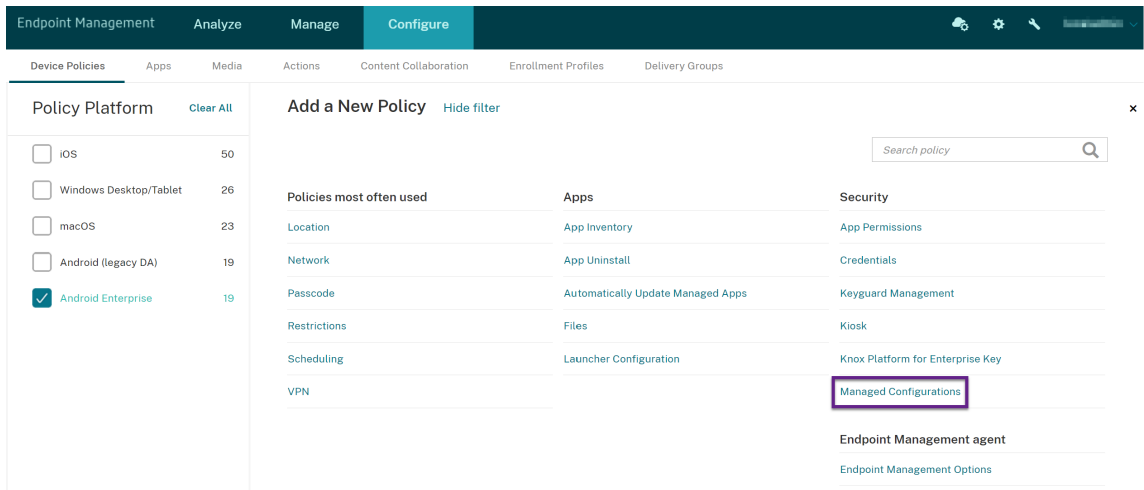 Endpoint Management Analyze Manage Configure
Device Policies Apps Media Actions Content Collaboration Enrollment Profiles Delivery Groups
Policy Platform Clear All
iOS 50
Windows Desktop/Tablet 26
macOS 23
Android (legacy DA) 19
Android Enterprise 19
Add a New Policy Hide filter
Search policy
Policies most often used
Location
Network
Passcode
Restrictions
Scheduling
VPN
Apps
App Inventory
App Uninstall
Automatically Update Managed Apps
Files
Launcher Configuration
Security
App Permissions
Credentials
Keyguard Management
Kiosk
Knox Platform for Enterprise Key
Managed Configurations
Endpoint Management agent
Endpoint Management Options